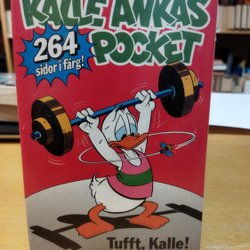 KALLE ANKAS
POCKET
264
sidor i färg!
Tufft, Kalle!